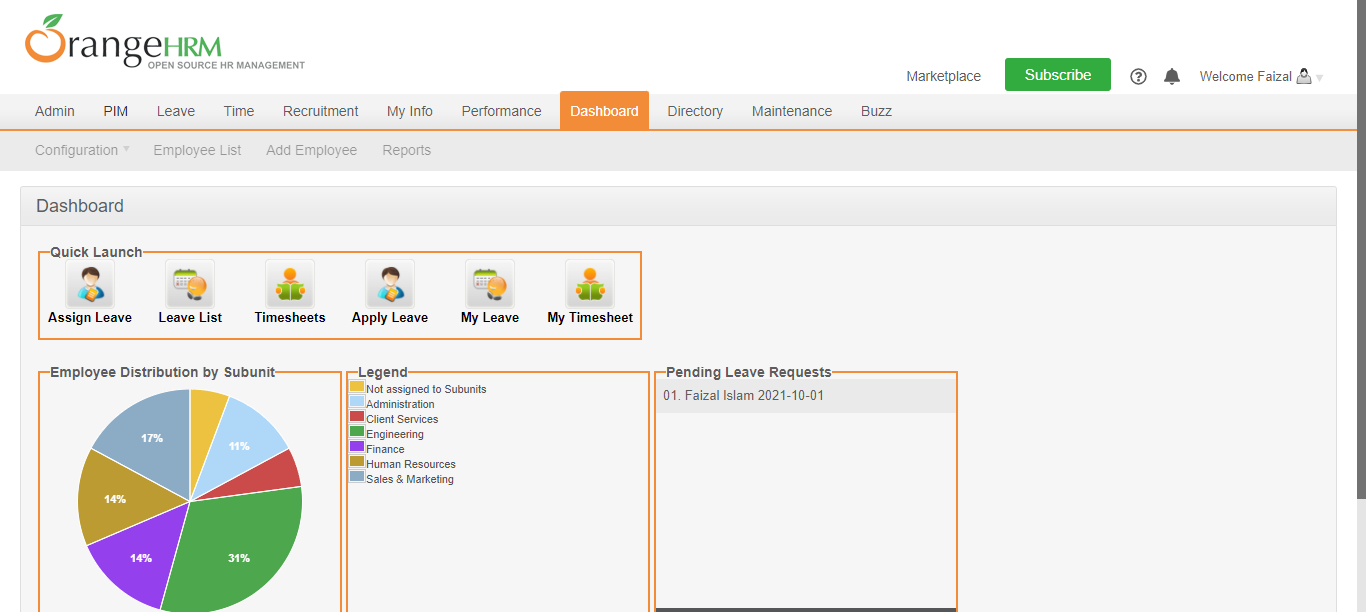 OrangeHRM
OPEN SOURCE HR MANAGEMENT
Marketplace Subscribe ? Welcome Faizal
Admin PIM Leave Time Recruitment My Info Performance Dashboard Directory Maintenance Buzz
Configuration Employee List Add Employee Reports
Dashboard
Quick Launch
Assign Leave Leave List Timesheets Apply Leave My Leave My Timesheet
Employee Distribution by Subunit
17%
11%
14%
14%
31%
Legend
Not assigned to Subunits
Administration
Client Services
Engineering
Finance
Human Resources
Sales & Marketing
Pending Leave Requests
01. Faizal Islam 2021-10-01